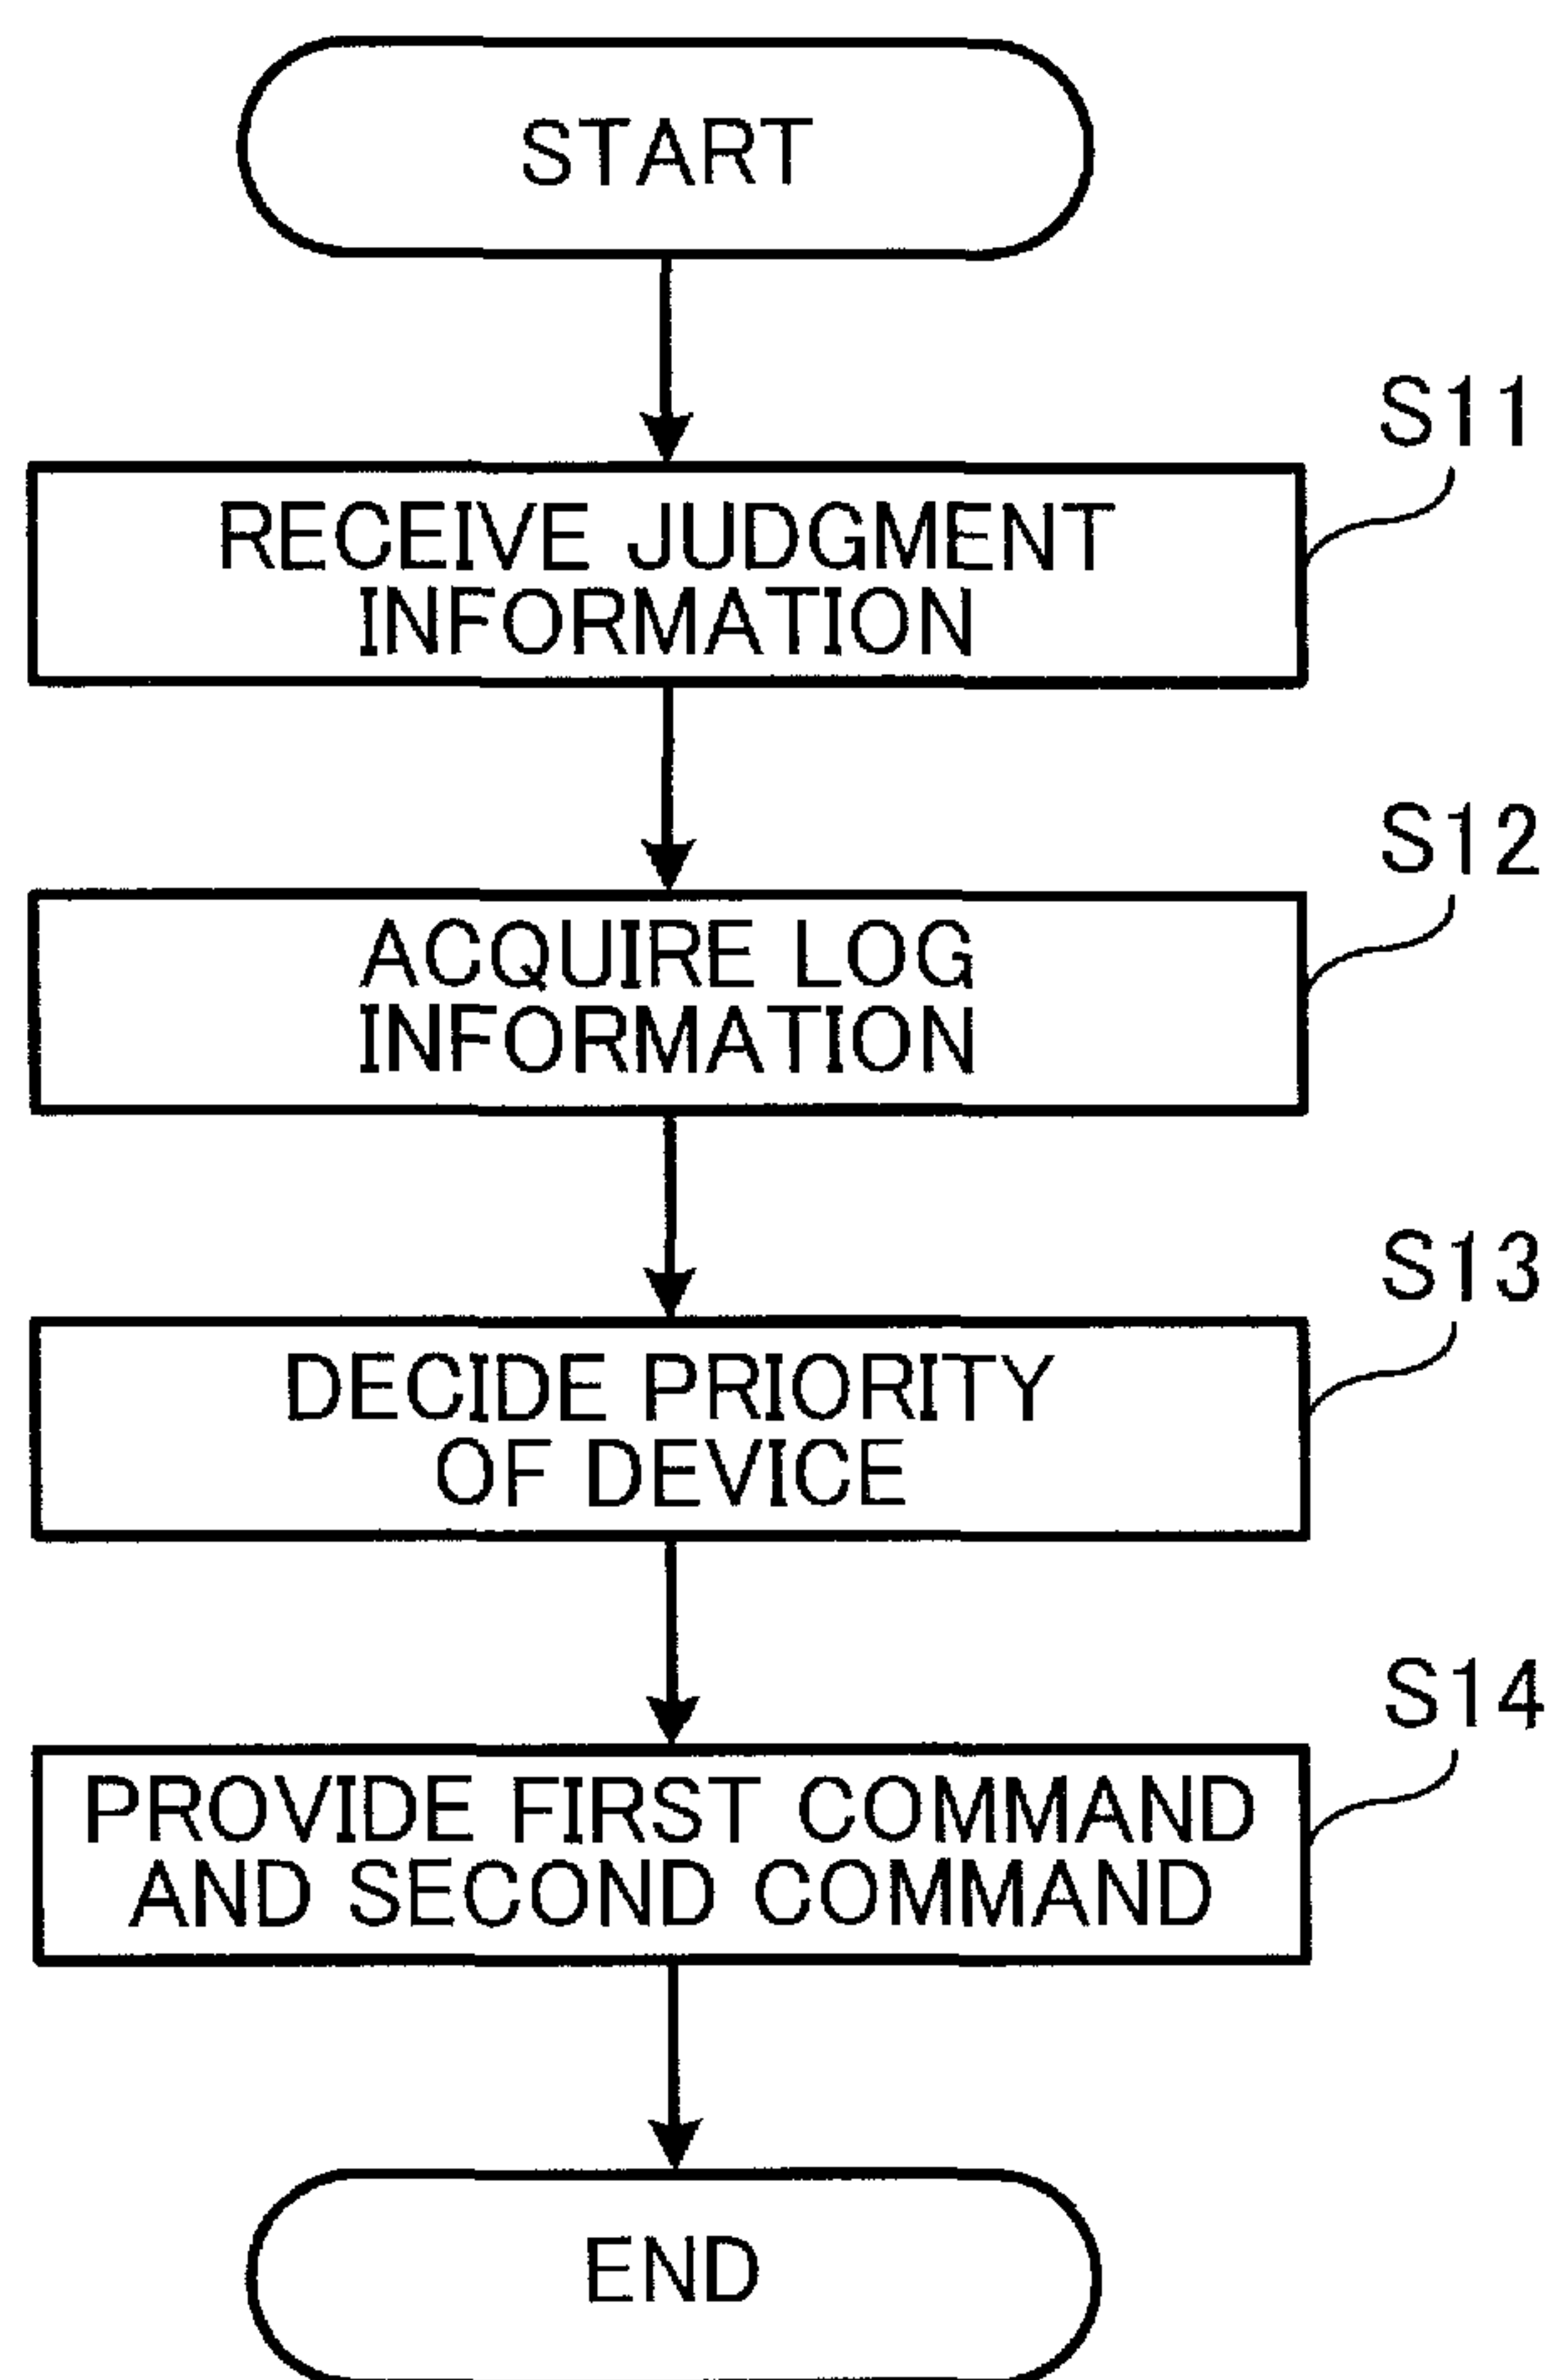 START
S11
RECEIVE JUDGMENT
INFORMATION
S12
ACQUIRE LOG
INFORMATION
S13
DECIDE PRIORITY
OF DEVICE
S14
PROVIDE FIRST COMMAND
AND SECOND COMMAND
END